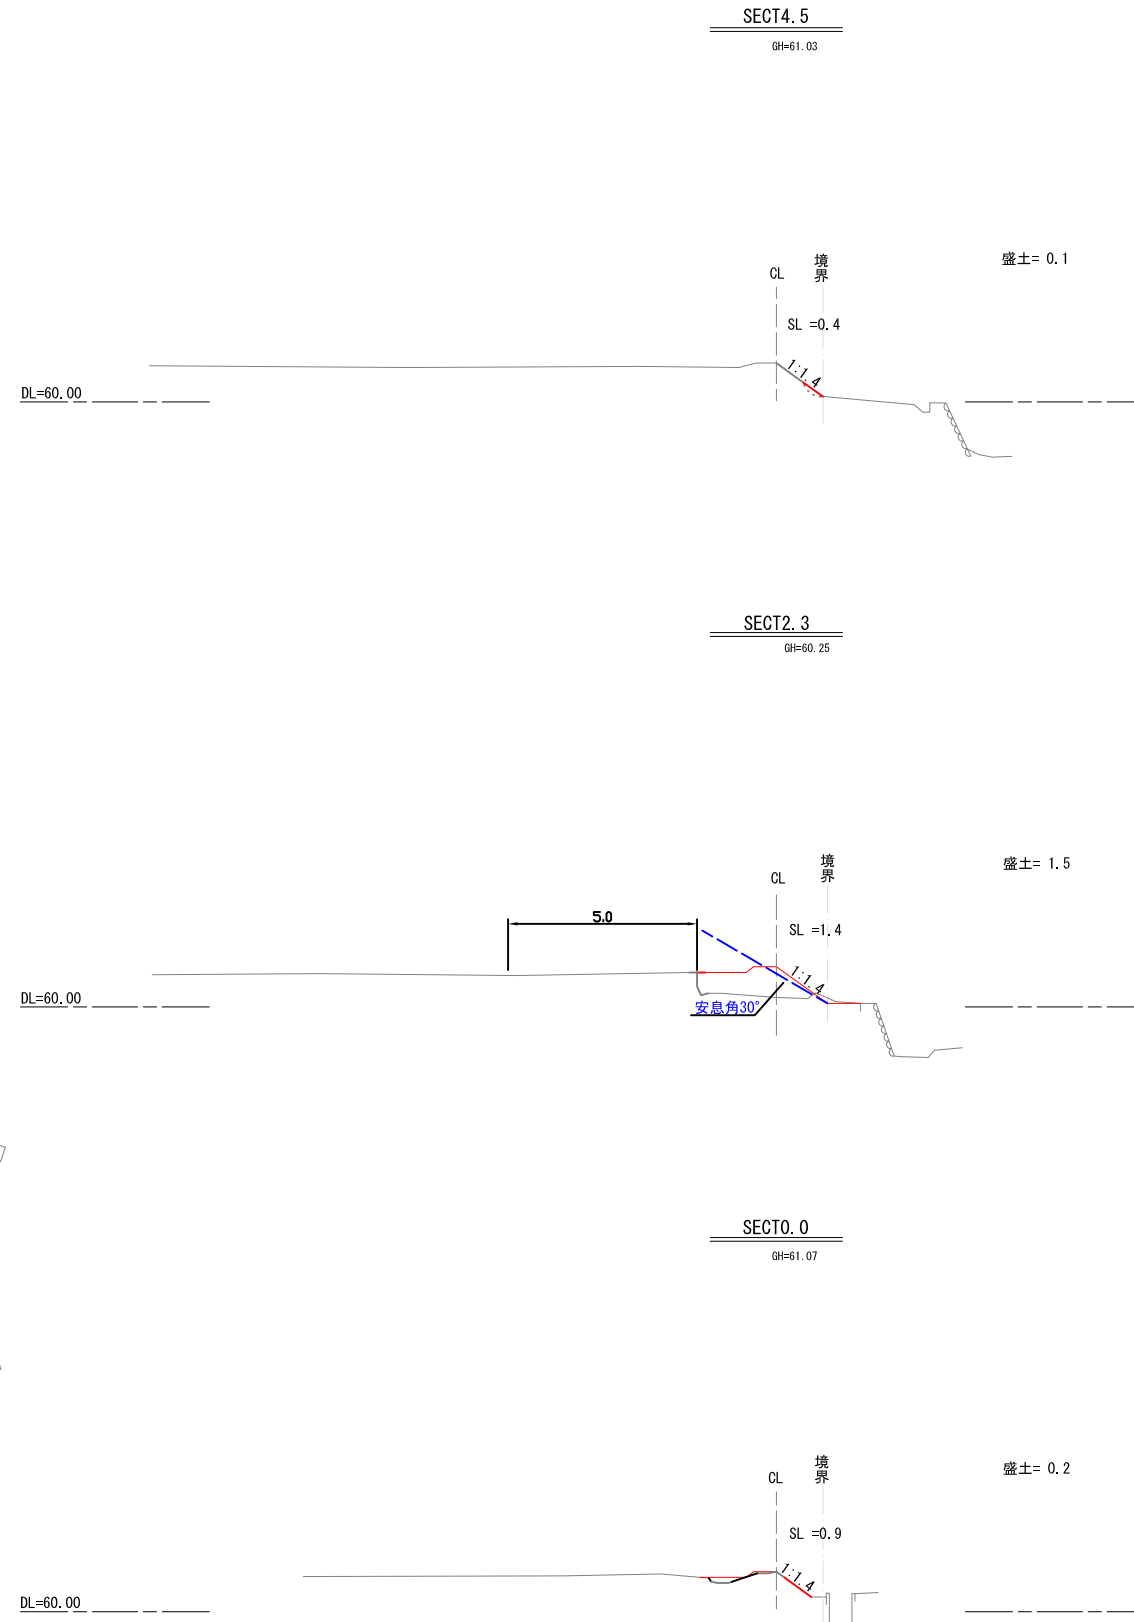 SECT4.5
GH=61.03
盛土= 0.1
境界
CL
SL =0.4
1:1.4
DL=60.00
SECT2.3
GH=60.25
盛土= 1.5
境界
CL
5.0
SL =1.4
1:1.4
DL=60.00
安息角30°
SECT0.0
GH=61.07
盛土= 0.2
境界
CL
SL =0.9
1:1.4
DL=60.00